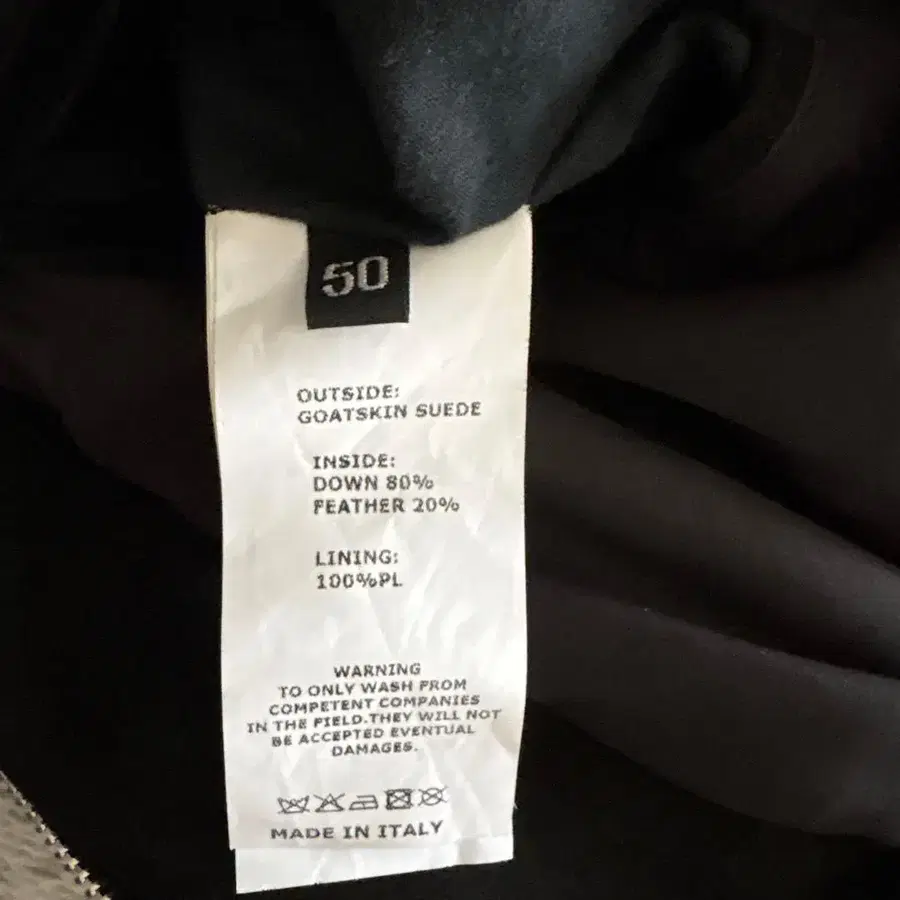 50
OUTSIDE:
GOATSKIN SUEDE
INSIDE:
DOWN 80%
FEATHER 20%
LINING:
100%PL
WARNING
TO ONLY WASH FROM
COMPETENT COMPANIES
IN THE FIELD.THEY WILL NOT
BE ACCEPTED EVENTUAL
DAMAGES.
MADE IN ITALY